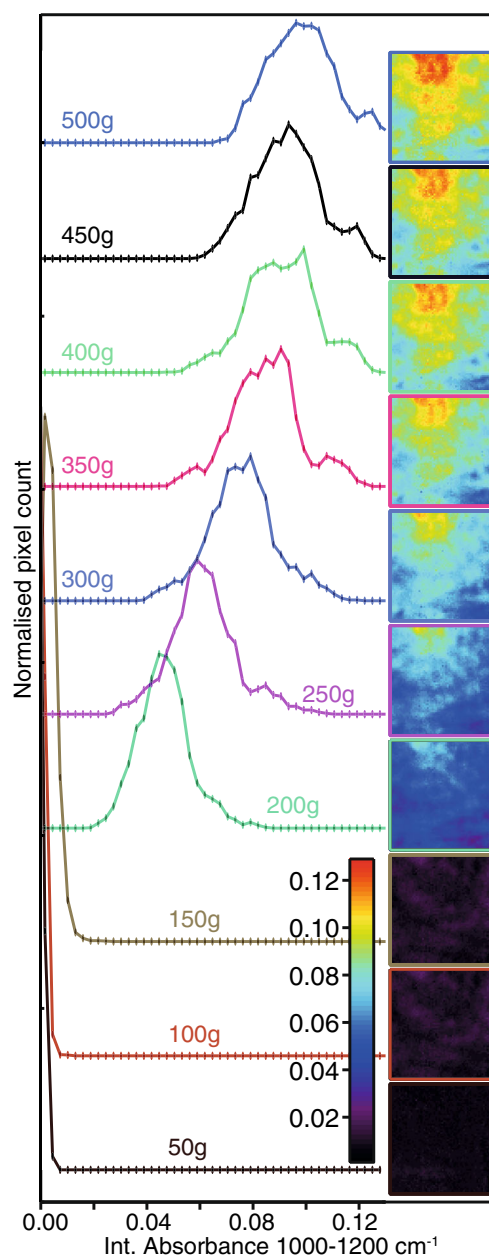 500g
450g
400g
350g
300g
250g
200g
150g
100g
50g
Normalised pixel count
0.12
0.10
0.08
0.06
0.04
0.02
0.00 0.04 0.08 0.12
Int. Absorbance 1000-1200 cm⁻¹